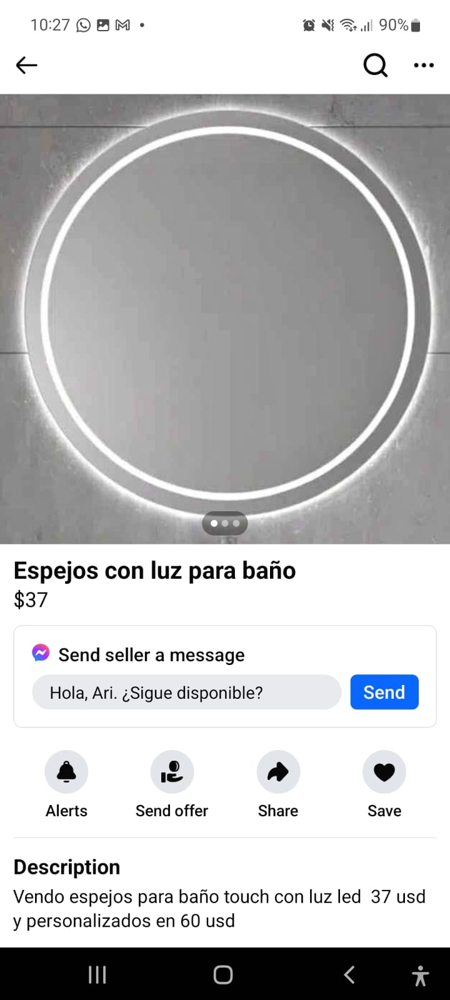 10:27
90%
Espejos con luz para baño
$37
Send seller a message
Hola, Ari. ¿Sigue disponible?
Send
Alerts
Send offer
Share
Save
Description
Vendo espejos para baño touch con luz led  37 usd
y personalizados en 60 usd